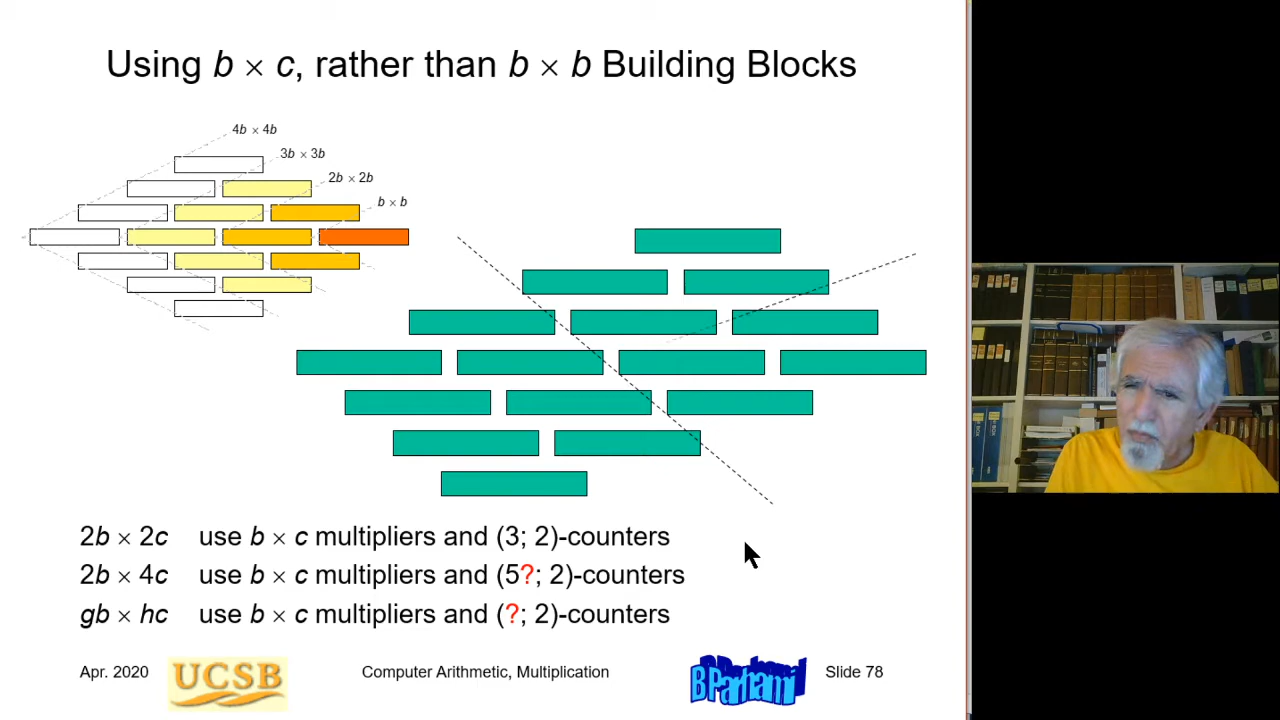 Using b × c, rather than b × b Building Blocks
4b × 4b
3b × 3b
2b × 2b
b × b
2b × 2c use b × c multipliers and (3; 2)-counters
2b × 4c use b × c multipliers and (5?; 2)-counters
gb × hc use b × c multipliers and (?; 2)-counters
Apr. 2020 UCSB Computer Arithmetic, Multiplication B Parhami Slide 78